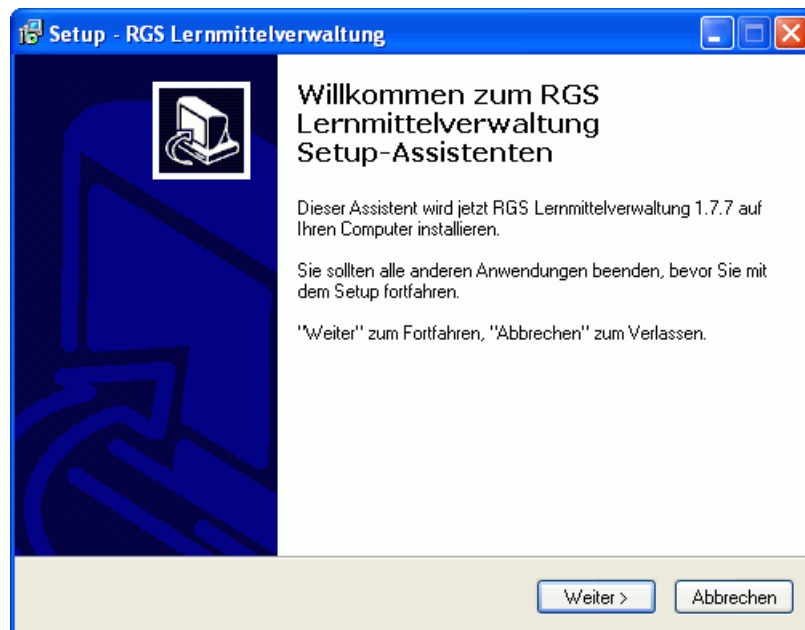 Setup - RGS Lernmittelverwaltung
Willkommen zum RGS
Lernmittelverwaltung
Setup-Assistenten
Dieser Assistent wird jetzt RGS Lernmittelverwaltung 1.7.7 auf
Ihren Computer installieren.
Sie sollten alle anderen Anwendungen beenden, bevor Sie mit
dem Setup fortfahren.
"Weiter" zum Fortfahren, "Abbrechen" zum Verlassen.
Weiter >
Abbrechen